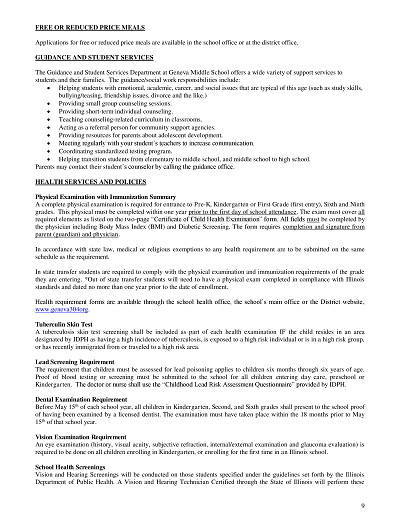 FREE OR REDUCED PRICE MEALS
Applications for free or reduced price meals are available in the school office or at the district office.
GUIDANCE AND STUDENT SERVICES
The Guidance and Student Services Department at Geneva Middle School offers a wide variety of support services to
students and their families. The guidance/social work responsibilities include:
• Helping students with emotional, academic, career, and social issues that are typical of this age (such as study skills,
bullying/teasing, friendship issues, divorce and the like.)
• Providing small group counseling sessions.
• Providing short-term individual counseling.
• Teaching counseling-related curriculum in classrooms.
• Acting as a referral person for community support agencies.
• Providing resources for parents about adolescent development.
• Meeting regularly with your student's teachers to increase communication.
• Coordinating standardized testing program.
• Helping transition students from elementary to middle school, and middle school to high school.
Parents may contact their student's counselor by calling the guidance office.
HEALTH SERVICES AND POLICIES
Physical Examination with Immunization Summary
A complete physical examination is required for entrance to Pre-K, Kindergarten or First Grade (first entry), Sixth and Ninth
grades. This physical must be completed within one year prior to the first day of school attendance. The exam must cover all
required elements as listed on the two-page "Certificate of Child Health Examination" form. All fields must be completed by
the physician including Body Mass Index (BMI) and Diabetic Screening. The form requires completion and signature from
parent (guardian) and physician.
In accordance with state law, medical or religious exemptions to any health requirement are to be submitted on the same
schedule as the requirement.
In state transfer students are required to comply with the physical examination and immunization requirements of the grade
they are entering. *Out of state transfer students will need to have a physical exam completed in compliance with Illinois
standards and dated no more than one year prior to the date of enrollment.
Health requirement forms are available through the school health office, the school's main office or the District website,
www.geneva304org.
Tuberculin Skin Test
A tuberculosis skin test screening shall be included as part of each health examination IF the child resides in an area
designated by IDPH as having a high incidence of tuberculosis, is exposed to a high risk individual or is in a high risk group,
or has recently immigrated from or traveled to a high risk area.
Lead Screening Requirement
The requirement that children must be assessed for lead poisoning applies to children six months through six years of age.
Proof of blood testing or screening must be submitted to the school for all children entering day care, preschool or
Kindergarten. The doctor or nurse shall use the "Childhood Lead Risk Assessment Questionnaire" provided by IDPH.
Dental Examination Requirement
Before May 15th of each school year, all children in Kindergarten, Second, and Sixth grades shall present to the school proof
of having been examined by a licensed dentist. The examination must have taken place within the 18 months prior to May
15th of that school year.
Vision Examination Requirement
An eye examination (history, visual acuity, subjective refraction, internal/external examination and glaucoma evaluation) is
required to be done on all children enrolling in Kindergarten, or enrolling for the first time in an Illinois school.
School Health Screenings
Vision and Hearing Screenings will be conducted on those students specified under the guidelines set forth by the Illinois
Department of Public Health. A Vision and Hearing Technician Certified through the State of Illinois will perform these
9